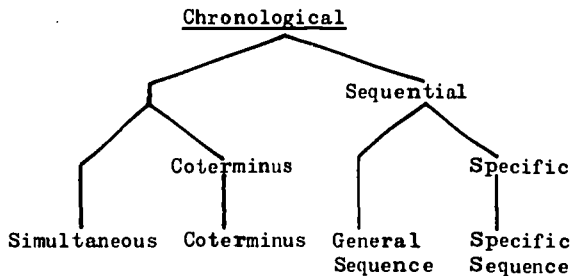 Chronological
Sequential
Coterminus
Specific
Simultaneous Coterminus General Specific
Sequence Sequence